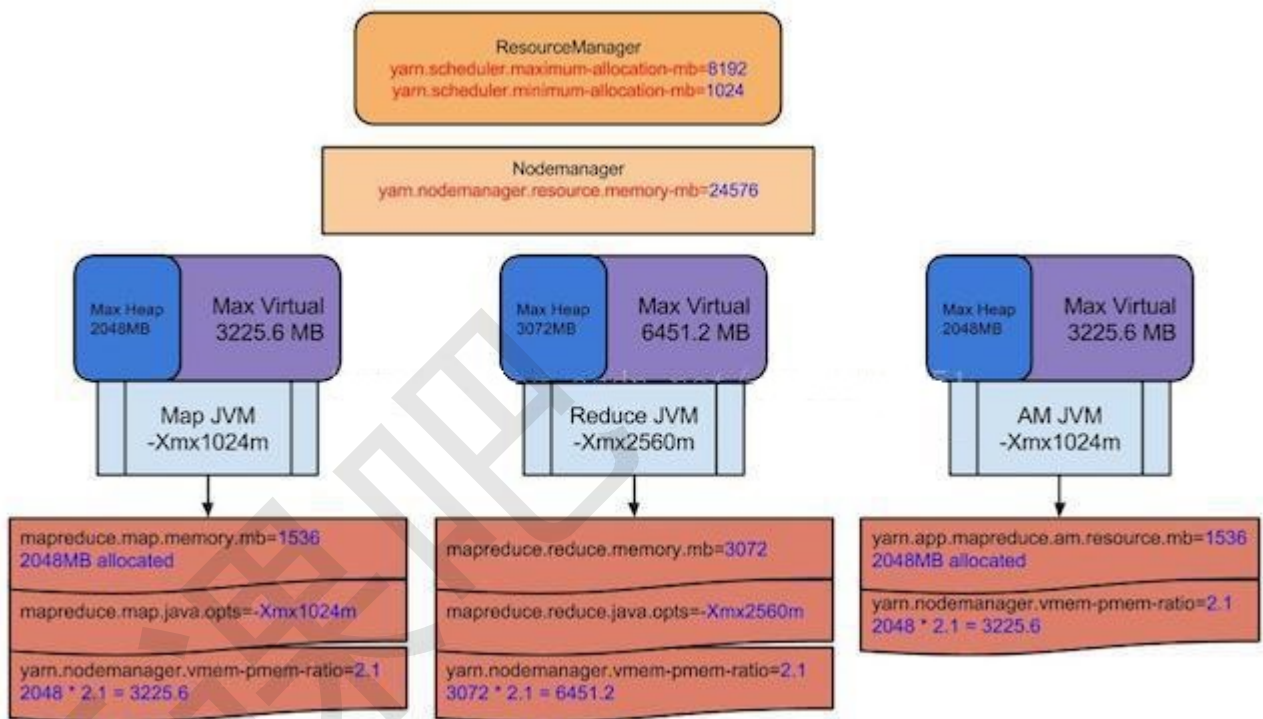 ResourceManager
yarn.scheduler.maximum-allocation-mb=8192
yarn.scheduler.minimum-allocation-mb=1024
Nodemanager
yarn.nodemanager.resource.memory-mb=24576
Max Heap
2048MB
Max Virtual
3225.6 MB
Map JVM
-Xmx1024m
mapreduce.map.memory.mb=1536
2048MB allocated
mapreduce.map.java.opts=-Xmx1024m
yarn.nodemanager.vmem-pmem-ratio=2.1
2048 * 2.1 = 3225.6
Max Heap
3072MB
Max Virtual
6451.2 MB
Reduce JVM
-Xmx2560m
mapreduce.reduce.memory.mb=3072
mapreduce.reduce.java.opts=-Xmx2560m
yarn.nodemanager.vmem-pmem-ratio=2.1
3072 * 2.1 = 6451.2
Max Heap
2048MB
Max Virtual
3225.6 MB
AM JVM
-Xmx1024m
yarn.app.mapreduce.am.resource.mb=1536
2048MB allocated
yarn.nodemanager.vmem-pmem-ratio=2.1
2048 * 2.1 = 3225.6